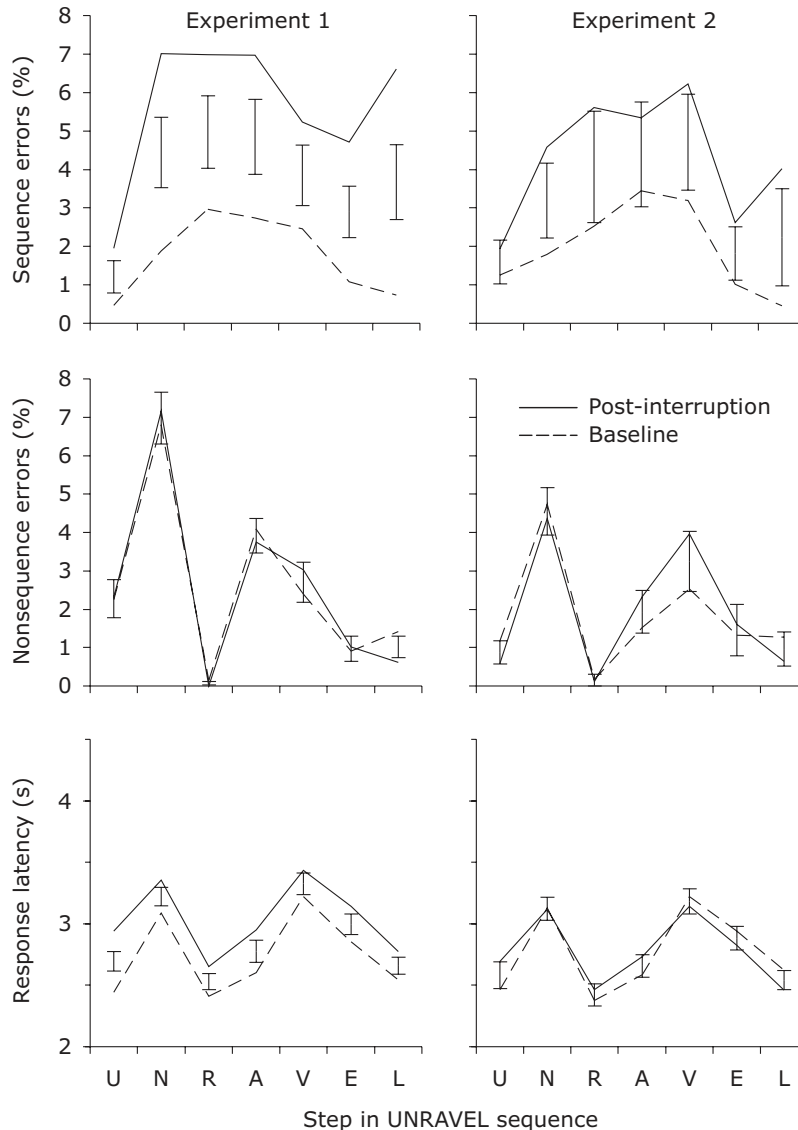 Experiment 1
Experiment 2
Sequence errors (%)
8
7
6
5
4
3
2
1
0
Nonsequence errors (%)
8
7
6
5
4
3
2
1
0
Post-interruption
Baseline
Response latency (s)
4
3
2
U N R A V E L
U N R A V E L
Step in UNRAVEL sequence